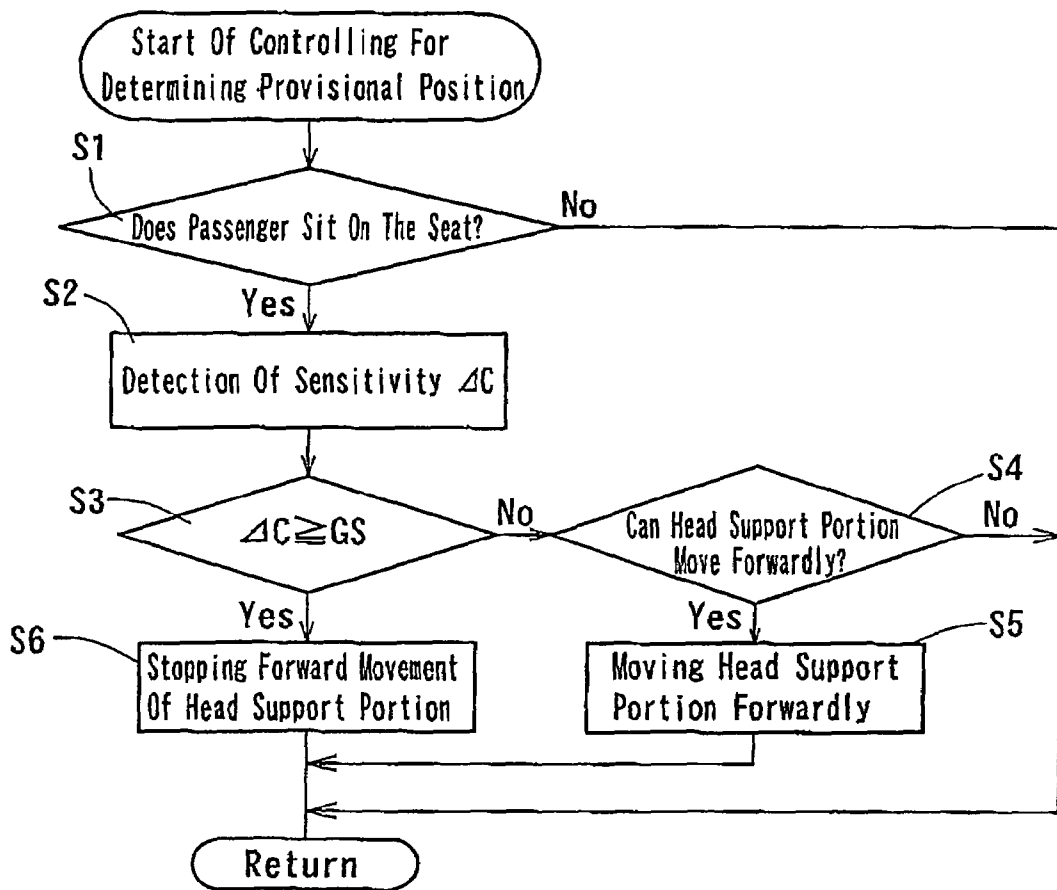 Start Of Controlling For
Determining Provisional Position
S1
Does Passenger Sit On The Seat?
No
Yes
S2
Detection Of Sensitivity ⊿C
S3
⊿C≧GS
No
S4
Can Head Support Portion
Move Forwardly?
No
Yes
Yes
S6
Stopping Forward Movement
Of Head Support Portion
S5
Moving Head Support
Portion Forwardly
Return